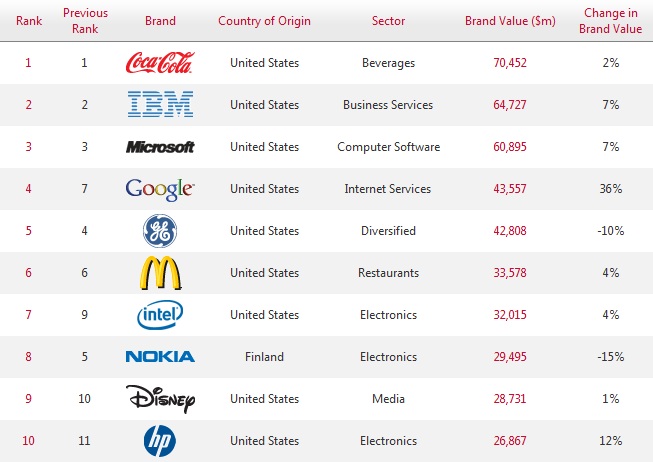 Rank Previous Rank Brand Country of Origin Sector Brand Value ($m) Change in Brand Value
1 1 Coca-Cola United States Beverages 70,452 2%
2 2 IBM United States Business Services 64,727 7%
3 3 Microsoft United States Computer Software 60,895 7%
4 7 Google United States Internet Services 43,557 36%
5 4 GE United States Diversified 42,808 -10%
6 6 M United States Restaurants 33,578 4%
7 9 intel United States Electronics 32,015 4%
8 5 NOKIA Finland Electronics 29,495 -15%
9 10 Disney United States Media 28,731 1%
10 11 hp United States Electronics 26,867 12%